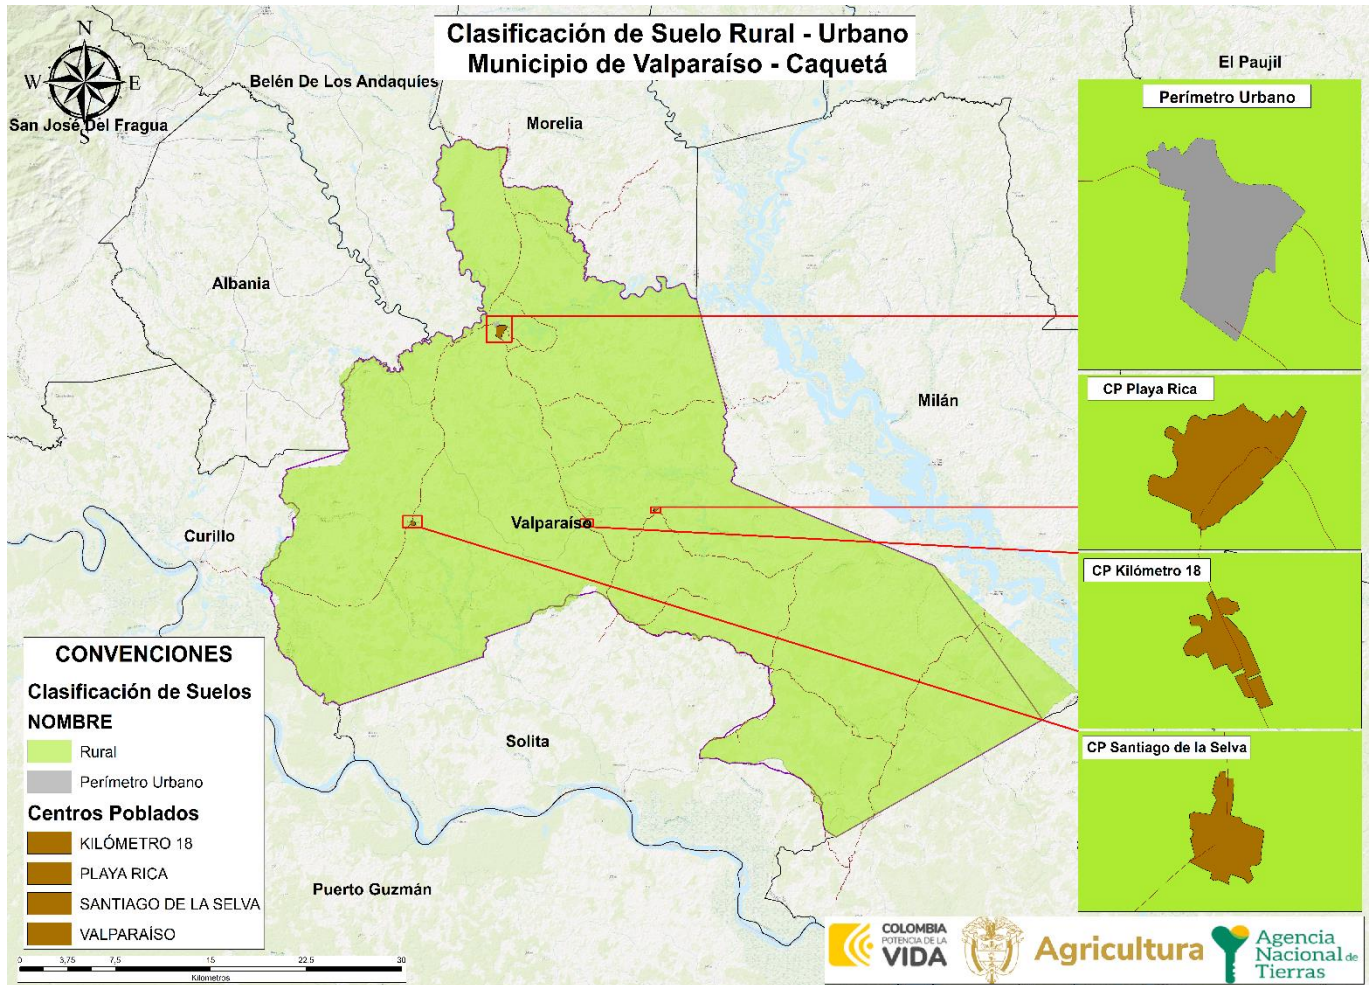 Clasificación de Suelo Rural - Urbano
Municipio de Valparaíso - Caquetá
N
W
E
S
San José Del Fragua
Belén De Los Andaquíes
Morelia
El Paujil
Albania
Milán
Curillo
Valparaíso
Solita
Puerto Guzmán
Perímetro Urbano
CP Playa Rica
CP Kilómetro 18
CP Santiago de la Selva
CONVENCIONES
Clasificación de Suelos
NOMBRE
Rural
Perímetro Urbano
Centros Poblados
KILÓMETRO 18
PLAYA RICA
SANTIAGO DE LA SELVA
VALPARAÍSO
0 3,75 7,5 15 22,5 30
Kilometros
COLOMBIA
POTENCIA DE LA
VIDA
Agricultura
Agencia
Nacional de
Tierras